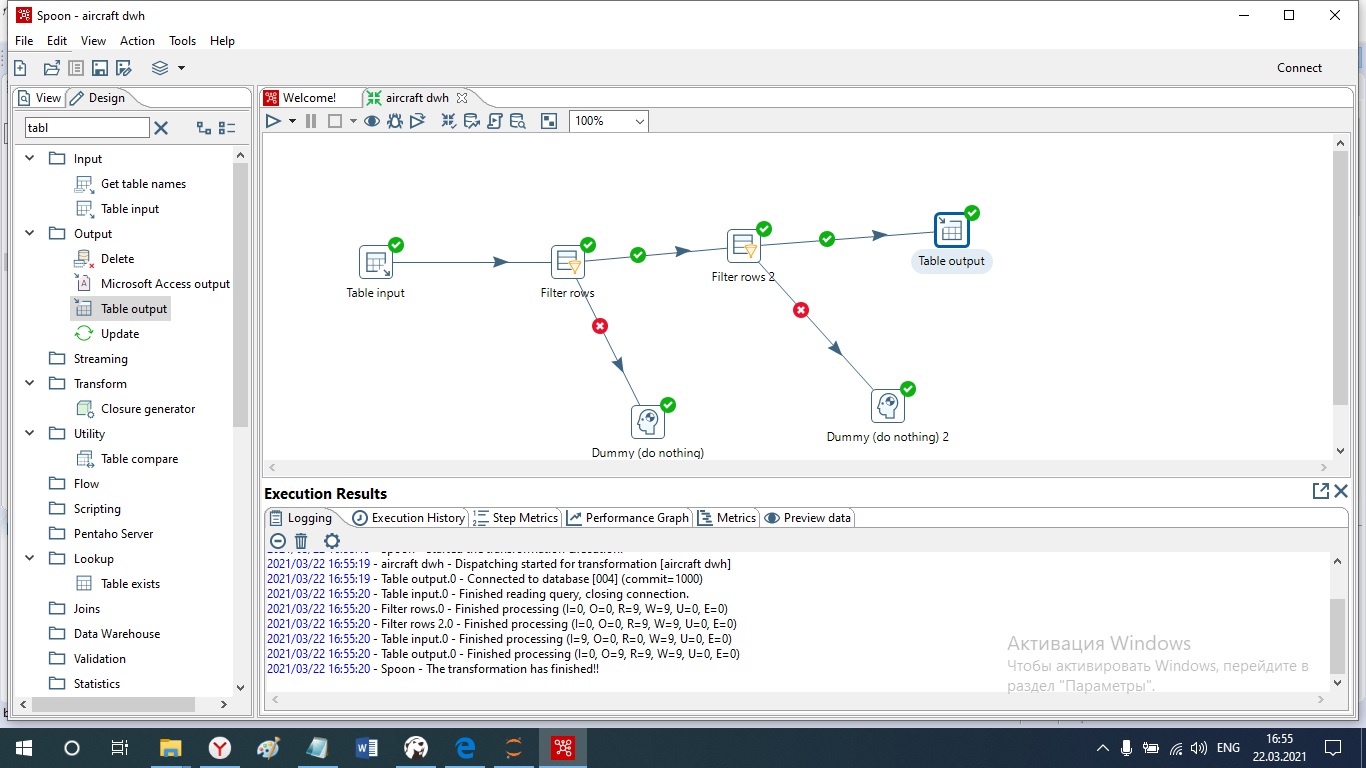 Spoon - aircraft dwh
File Edit View Action Tools Help
Connect
View Design
Welcome! aircraft dwh
tabl
100%
Input
Get table names
Table input
Output
Delete
Microsoft Access output
Table output
Update
Streaming
Transform
Closure generator
Utility
Table compare
Flow
Scripting
Pentaho Server
Lookup
Table exists
Joins
Data Warehouse
Validation
Statistics
Table input
Filter rows
Filter rows 2
Table output
Dummy (do nothing)
Dummy (do nothing) 2
Execution Results
Logging Execution History Step Metrics Performance Graph Metrics Preview data
2021/03/22 16:55:19 - aircraft dwh - Dispatching started for transformation [aircraft dwh]
2021/03/22 16:55:19 - Table output.0 - Connected to database [004] (commit=1000)
2021/03/22 16:55:20 - Table input.0 - Finished reading query, closing connection.
2021/03/22 16:55:20 - Filter rows.0 - Finished processing (I=0, O=0, R=9, W=9, U=0, E=0)
2021/03/22 16:55:20 - Filter rows 2.0 - Finished processing (I=0, O=0, R=9, W=9, U=0, E=0)
2021/03/22 16:55:20 - Table input.0 - Finished processing (I=9, O=0, R=0, W=9, U=0, E=0)
2021/03/22 16:55:20 - Table output.0 - Finished processing (I=0, O=9, R=9, W=9, U=0, E=0)
2021/03/22 16:55:20 - Spoon - The transformation has finished!!
Активация Windows
Чтобы активировать Windows, перейдите в
раздел "Параметры".
ENG
16:55
22.03.2021